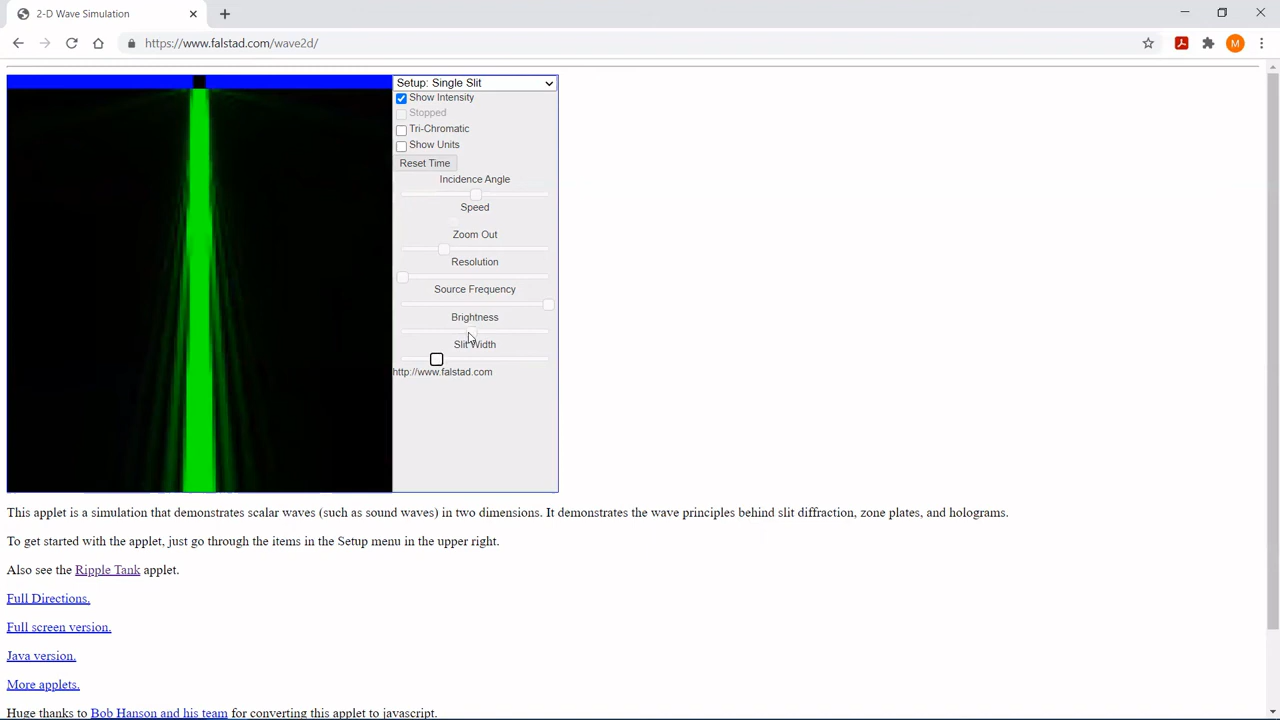 2-D Wave Simulation
https://www.falstad.com/wave2d/
M
Setup: Single Slit
Show Intensity
Stopped
Tri-Chromatic
Show Units
Reset Time
Incidence Angle
Speed
Zoom Out
Resolution
Source Frequency
Brightness
Slit Width
http://www.falstad.com
This applet is a simulation that demonstrates scalar waves (such as sound waves) in two dimensions. It demonstrates the wave principles behind slit diffraction, zone plates, and holograms.
To get started with the applet, just go through the items in the Setup menu in the upper right.
Also see the Ripple Tank applet.
Full Directions.
Full screen version.
Java version.
More applets.
Huge thanks to Bob Hanson and his team for converting this applet to javascript.